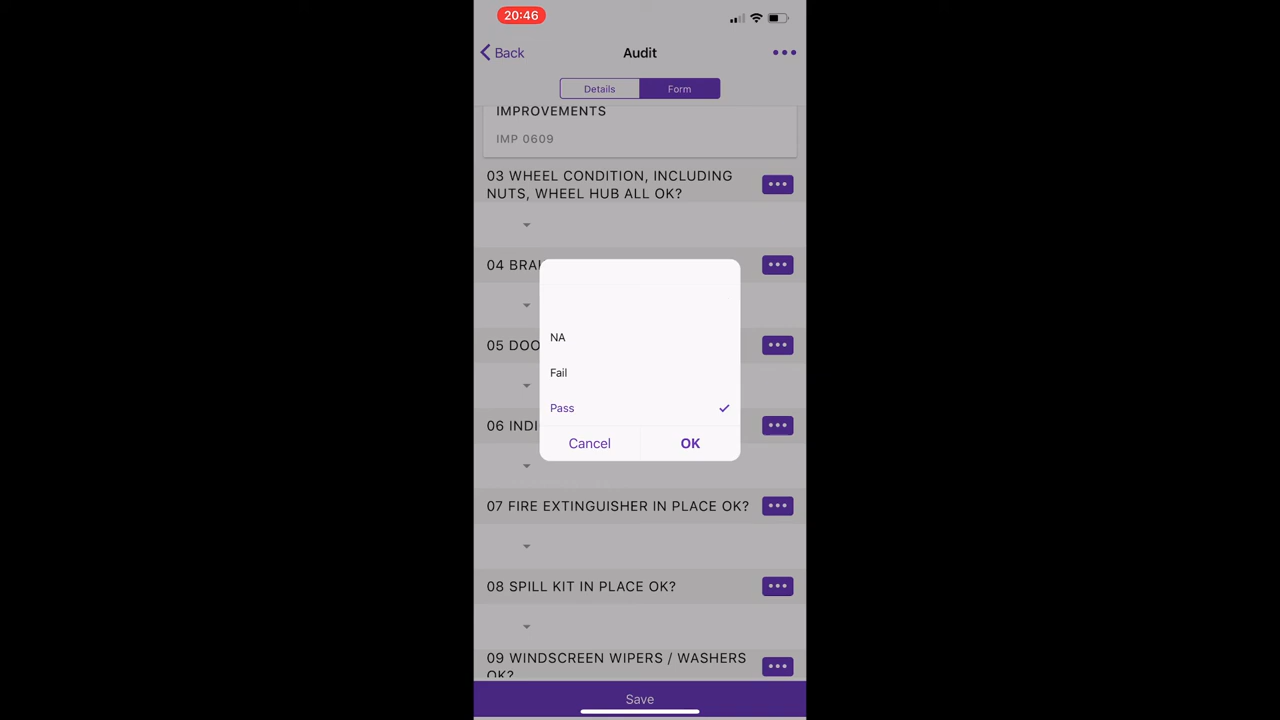 20:46
Back
Audit
Details
Form
IMPROVEMENTS
IMP 0609
03 WHEEL CONDITION, INCLUDING
NUTS, WHEEL HUB ALL OK?
04 BRA
05 DOO
06 INDI
NA
Fail
Pass
Cancel
OK
07 FIRE EXTINGUISHER IN PLACE OK?
08 SPILL KIT IN PLACE OK?
09 WINDSCREEN WIPERS / WASHERS
OK?
Save